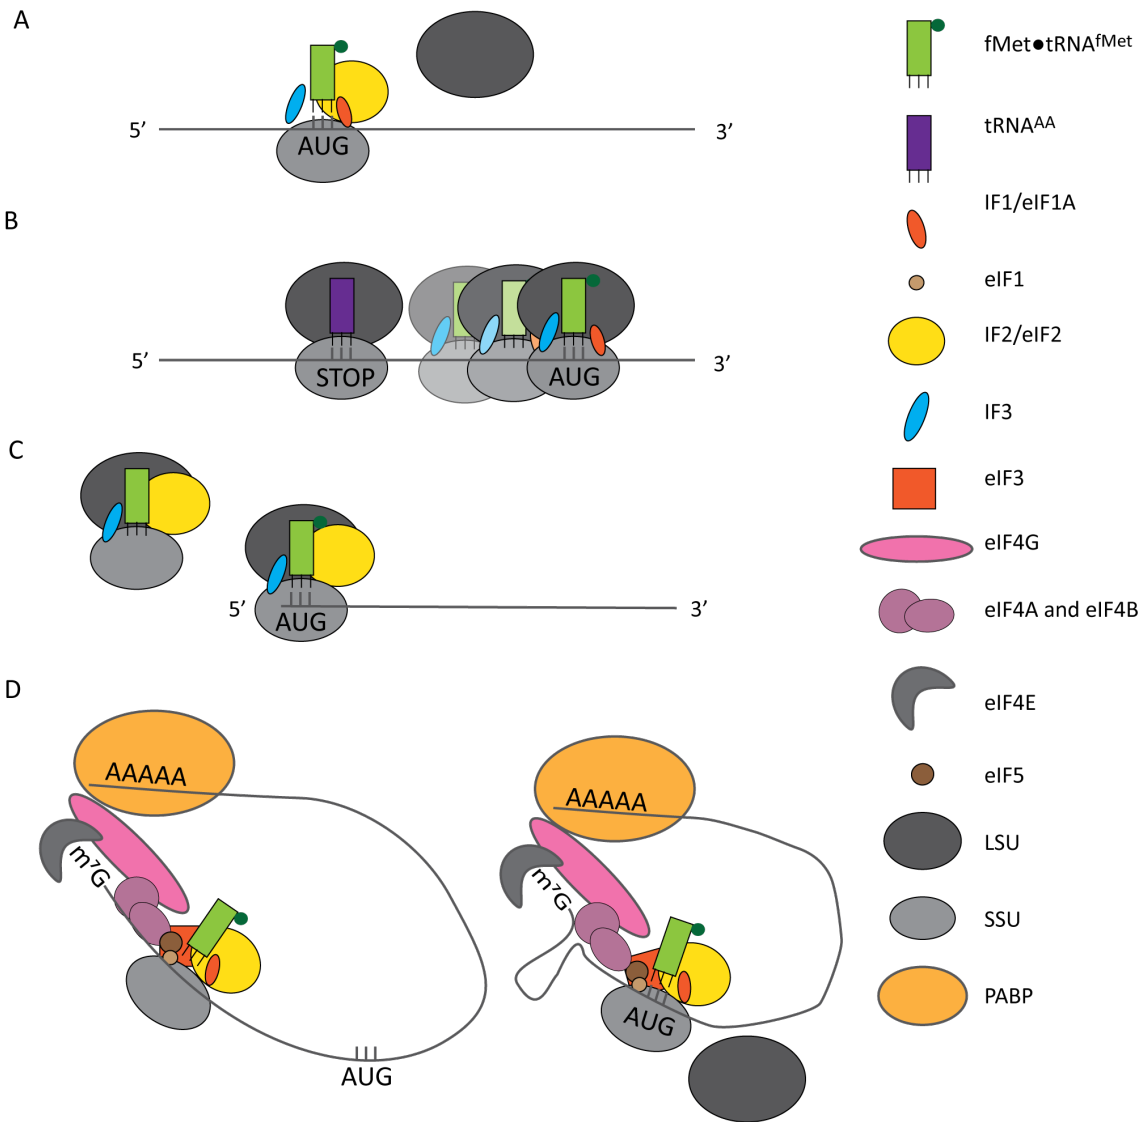 A
5’ 3’
AUG
B
5’ 3’
STOP AUG
C
5’ 3’
AUG
D
AAAAA
m⁷G
AUG
AAAAA
m⁷G
AUG
fMet●tRNAᶠᴹᵉᵗ
tRNAᴬᴬ
IF1/eIF1A
eIF1
IF2/eIF2
IF3
eIF3
eIF4G
eIF4A and eIF4B
eIF4E
eIF5
LSU
SSU
PABP